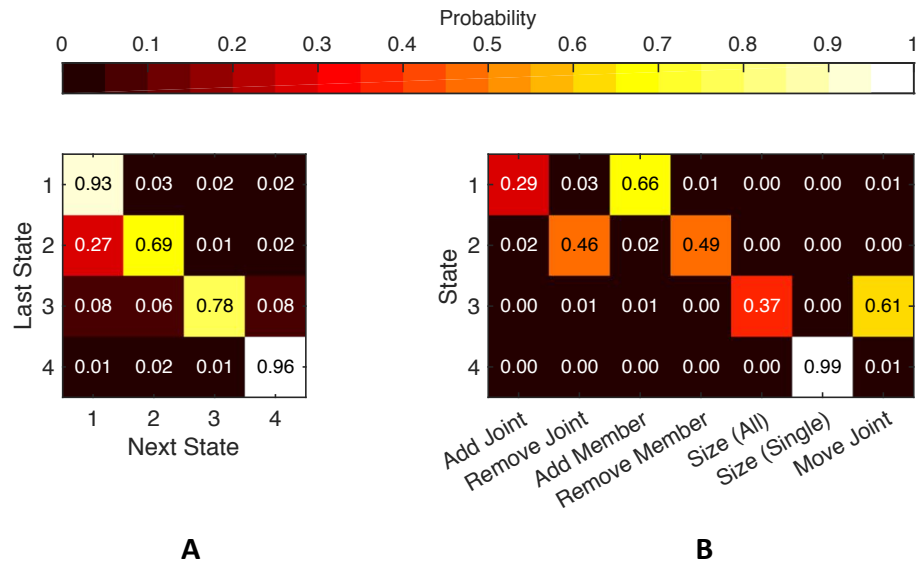 Probability
0 0.1 0.2 0.3 0.4 0.5 0.6 0.7 0.8 0.9 1
Last State
1 0.93 0.03 0.02 0.02
2 0.27 0.69 0.01 0.02
3 0.08 0.06 0.78 0.08
4 0.01 0.02 0.01 0.96
1 2 3 4
Next State
A
State
1 0.29 0.03 0.66 0.01 0.00 0.00 0.01
2 0.02 0.46 0.02 0.49 0.00 0.00 0.00
3 0.00 0.01 0.01 0.00 0.37 0.00 0.61
4 0.00 0.00 0.00 0.00 0.00 0.99 0.01
Add Joint
Remove Joint
Add Member
Remove Member
Size (All)
Size (Single)
Move Joint
B